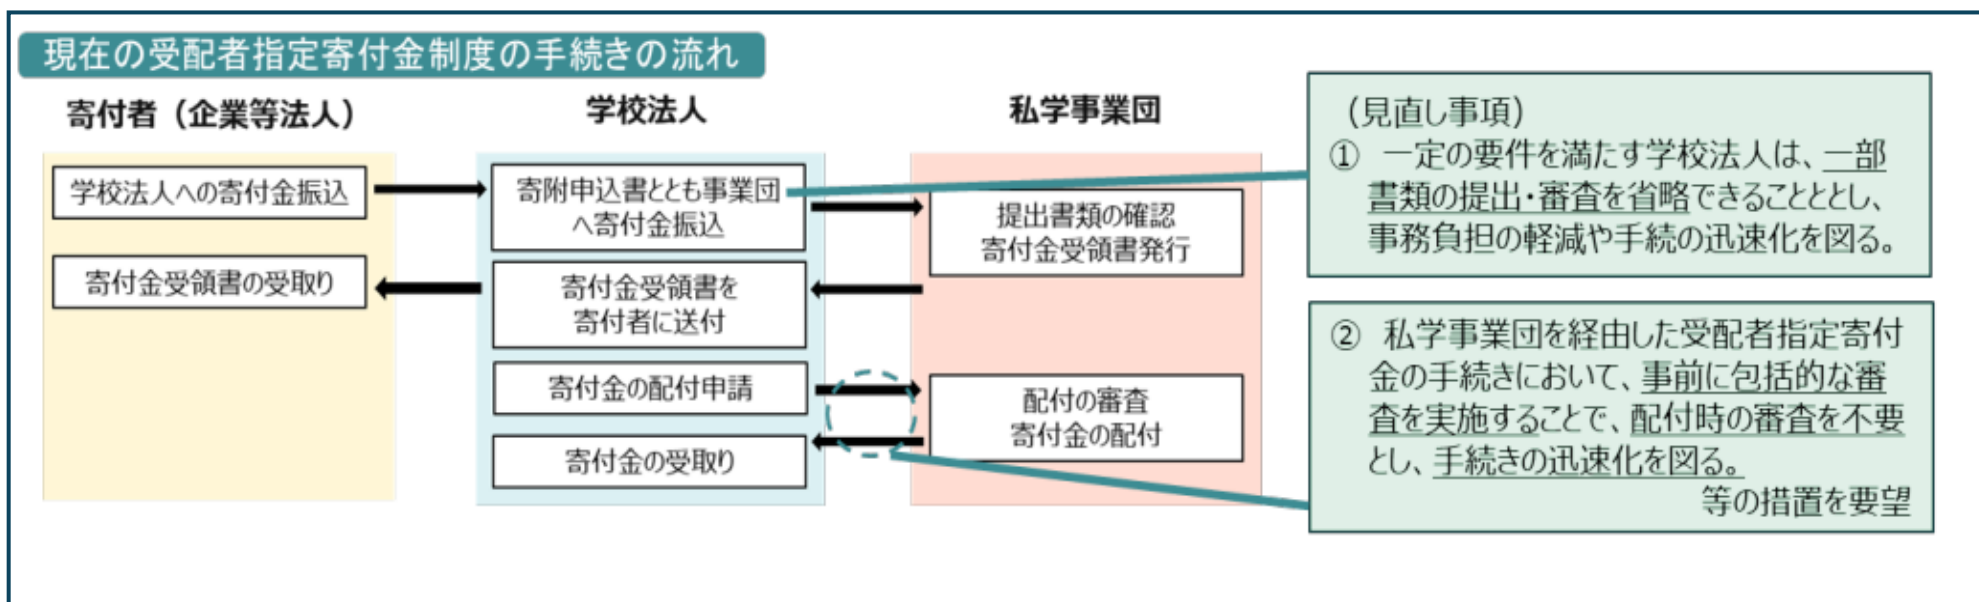 現在の受配者指定寄付金制度の手続きの流れ
寄付者（企業等法人）
学校法人への寄付金振込
寄付金受領書の受取り
学校法人
寄附申込書ととも事業団
へ寄付金振込
寄付金受領書を
寄付者に送付
寄付金の配付申請
寄付金の受取り
私学事業団
提出書類の確認
寄付金受領書発行
配付の審査
寄付金の配付
（見直し事項）
① 一定の要件を満たす学校法人は、一部
書類の提出・審査を省略できることととし、
事務負担の軽減や手続の迅速化を図る。
② 私学事業団を経由した受配者指定寄付
金の手続きにおいて、事前に包括的な審
査を実施することで、配付時の審査を不要
とし、手続きの迅速化を図る。
等の措置を要望